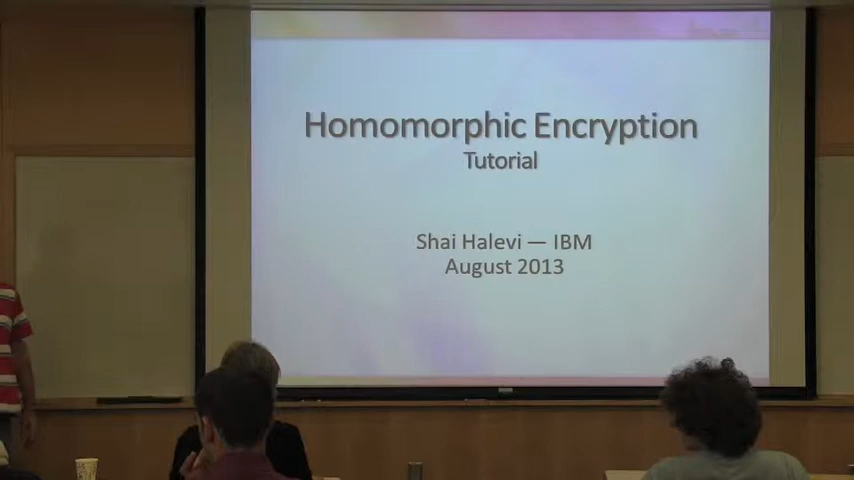 Homomorphic Encryption
Tutorial
Shai Halevi — IBM
August 2013